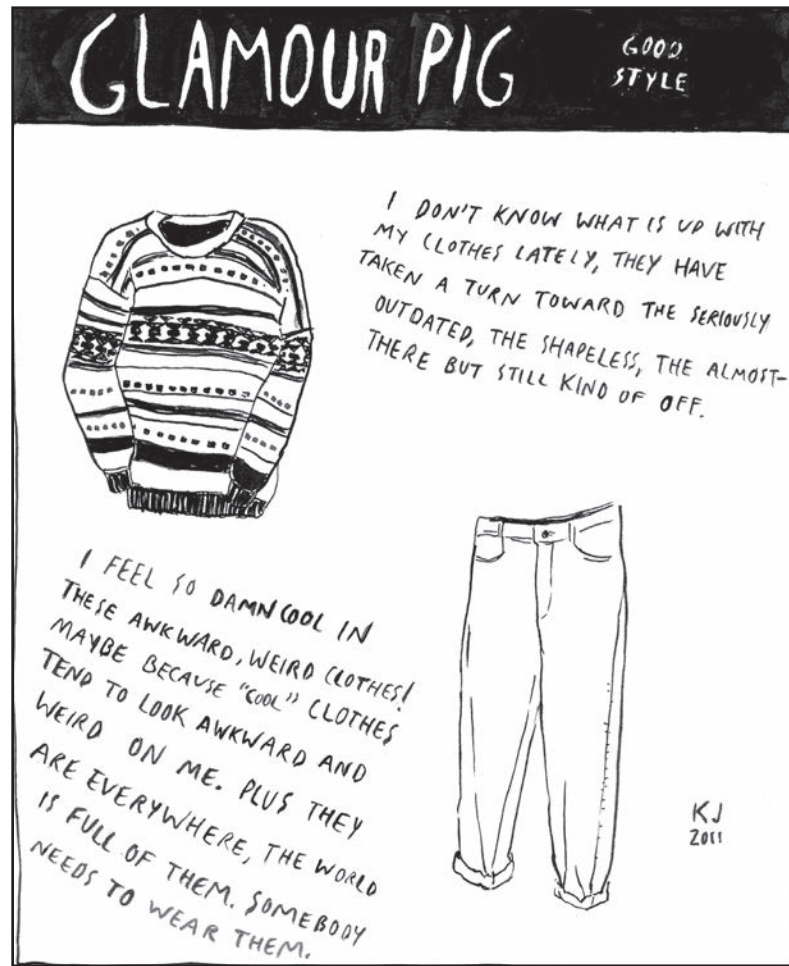 GLAMOUR PIG
GOOD
STYLE
I DON'T KNOW WHAT IS UP WITH
MY CLOTHES LATELY, THEY HAVE
TAKEN A TURN TOWARD THE SERIOUSLY
OUTDATED, THE SHAPELESS, THE ALMOST-
THERE BUT STILL KIND OF OFF.
I FEEL SO DAMN COOL IN
THESE AWKWARD, WEIRD CLOTHES!
MAYBE BECAUSE "COOL" CLOTHES
TEND TO LOOK AWKWARD AND
WEIRD ON ME. PLUS THEY
ARE EVERYWHERE, THE WORLD
IS FULL OF THEM. SOMEBODY
NEEDS TO WEAR THEM.
KJ
2011